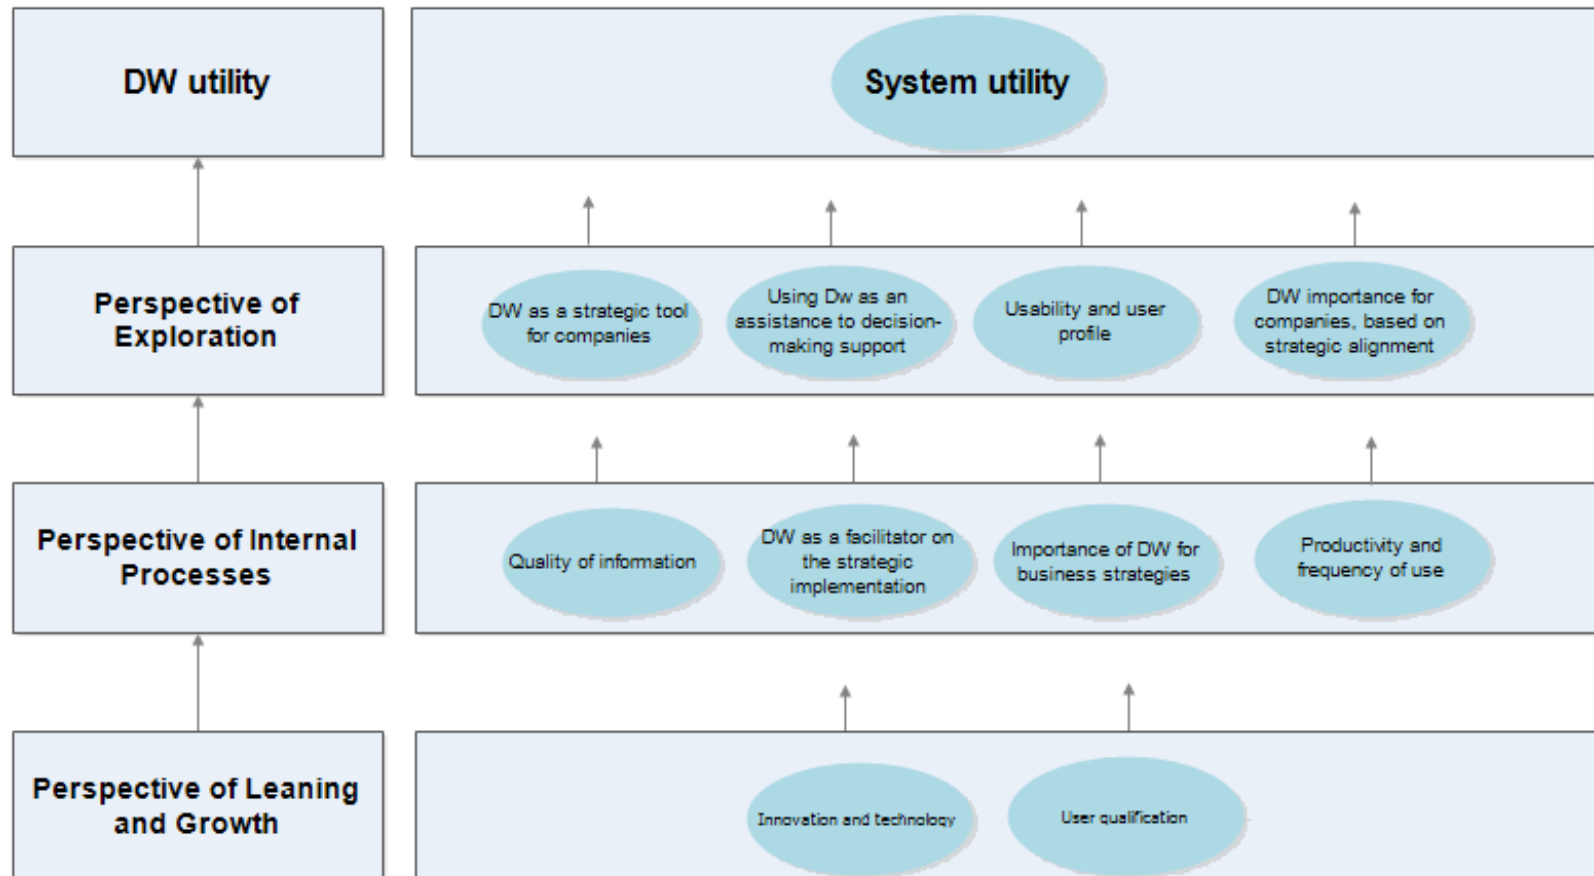 DW utility
System utility
Perspective of
Exploration
DW as a strategic tool
for companies
Using Dw as an
assistance to decision-
making support
Usability and user
profile
DW importance for
companies, based on
strategic alignment
Perspective of Internal
Processes
Quality of information
DW as a facilitator on
the strategic
implementation
Importance of DW for
business strategies
Productivity and
frequency of use
Perspective of Leaning
and Growth
Innovation and technology
User qualification